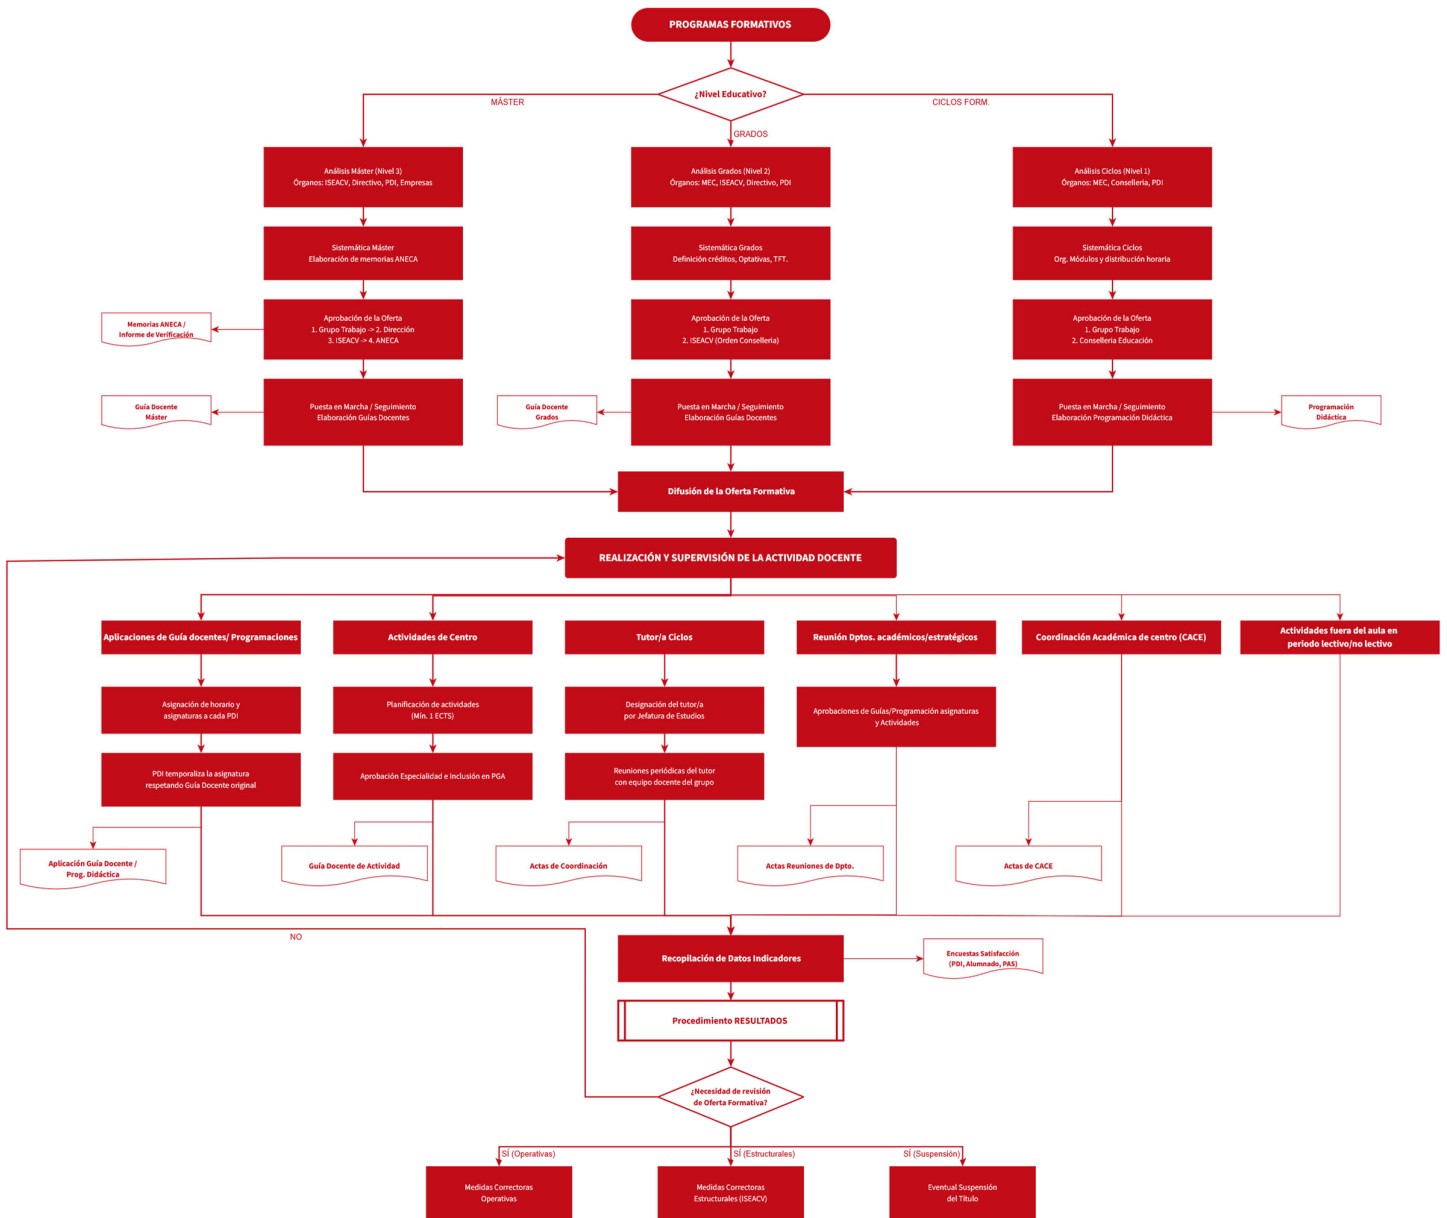 PROGRAMAS FORMATIVOS
¿Nivel Educativo?
MÁSTER
CICLOS FORM.
GRADOS
Análisis Máster (Nivel 3)
Órganos: ISEACV, Directivo, PDI, Empresas
Análisis Grados (Nivel 2)
Órganos: MEC, ISEACV, Directivo, PDI
Análisis Ciclos (Nivel 1)
Órganos: MEC, Conselleria, PDI
Sistemática Máster
Elaboración de memorias ANECA
Sistemática Grados
Definición créditos, Optativas, TFT.
Sistemática Ciclos
Org. Módulos y distribución horaria
Memorias ANECA /
Informe de Verificación
Aprobación de la Oferta
1. Grupo Trabajo -> 2. Dirección
3. ISEACV -> 4. ANECA
Aprobación de la Oferta
1. Grupo Trabajo
2. ISEACV (Orden Conselleria)
Aprobación de la Oferta
1. Grupo Trabajo
2. Conselleria Educación
Guía Docente
Máster
Puesta en Marcha / Seguimiento
Elaboración Guías Docentes
Guía Docente
Grados
Puesta en Marcha / Seguimiento
Elaboración Guías Docentes
Puesta en Marcha / Seguimiento
Elaboración Programación Didáctica
Programación
Didáctica
Difusión de la Oferta Formativa
REALIZACIÓN Y SUPERVISIÓN DE LA ACTIVIDAD DOCENTE
Aplicaciones de Guía docentes/ Programaciones
Actividades de Centro
Tutor/a Ciclos
Reunión Dptos. académicos/estratégicos
Coordinación Académica de centro (CACE)
Actividades fuera del aula en
periodo lectivo/no lectivo
Asignación de horario y
asignaturas a cada PDI
Planificación de actividades
(Mín. 1 ECTS)
Designación del tutor/a
por Jefatura de Estudios
Aprobaciones de Guías/Programación asignaturas
y Actividades
PDI temporaliza la asignatura
respetando Guía Docente original
Aprobación Especialidad e Inclusión en PGA
Reuniones periódicas del tutor
con equipo docente del grupo
Aplicación Guía Docente /
Prog. Didáctica
Guía Docente de Actividad
Actas de Coordinación
Actas Reuniones de Dpto.
Actas de CACE
NO
Recopilación de Datos Indicadores
Encuestas Satisfacción
(PDI, Alumnado, PAS)
Procedimiento RESULTADOS
¿Necesidad de revisión
de Oferta Formativa?
SÍ (Operativas)
SÍ (Estructurales)
SÍ (Suspensión)
Medidas Correctoras
Operativas
Medidas Correctoras
Estructurales (ISEACV)
Eventual Suspensión
del Título